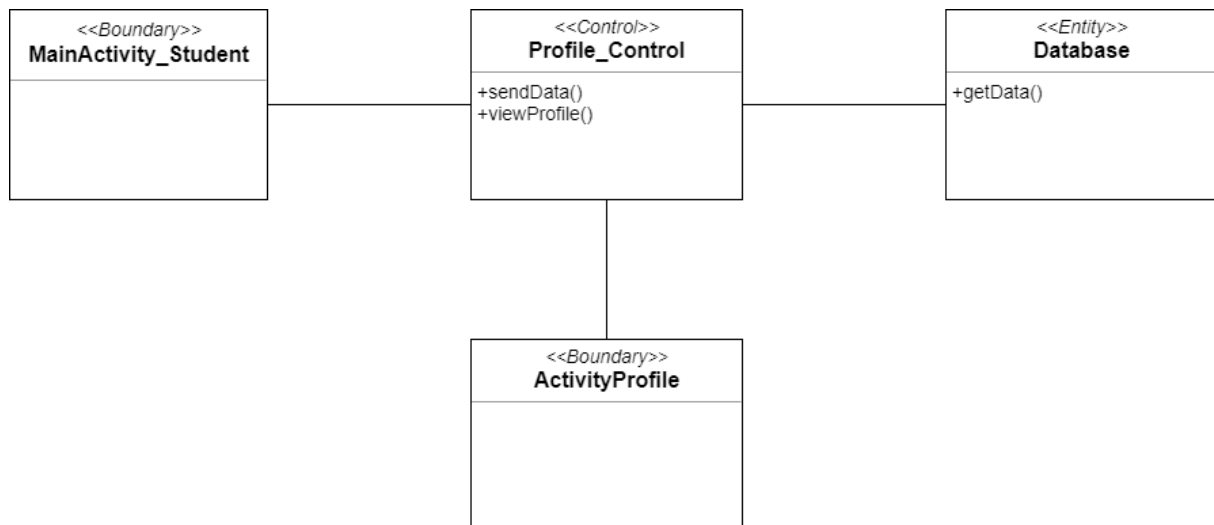 <<Boundary>>
MainActivity_Student
<<Control>>
Profile_Control
+sendData()
+viewProfile()
<<Entity>>
Database
+getData()
<<Boundary>>
ActivityProfile